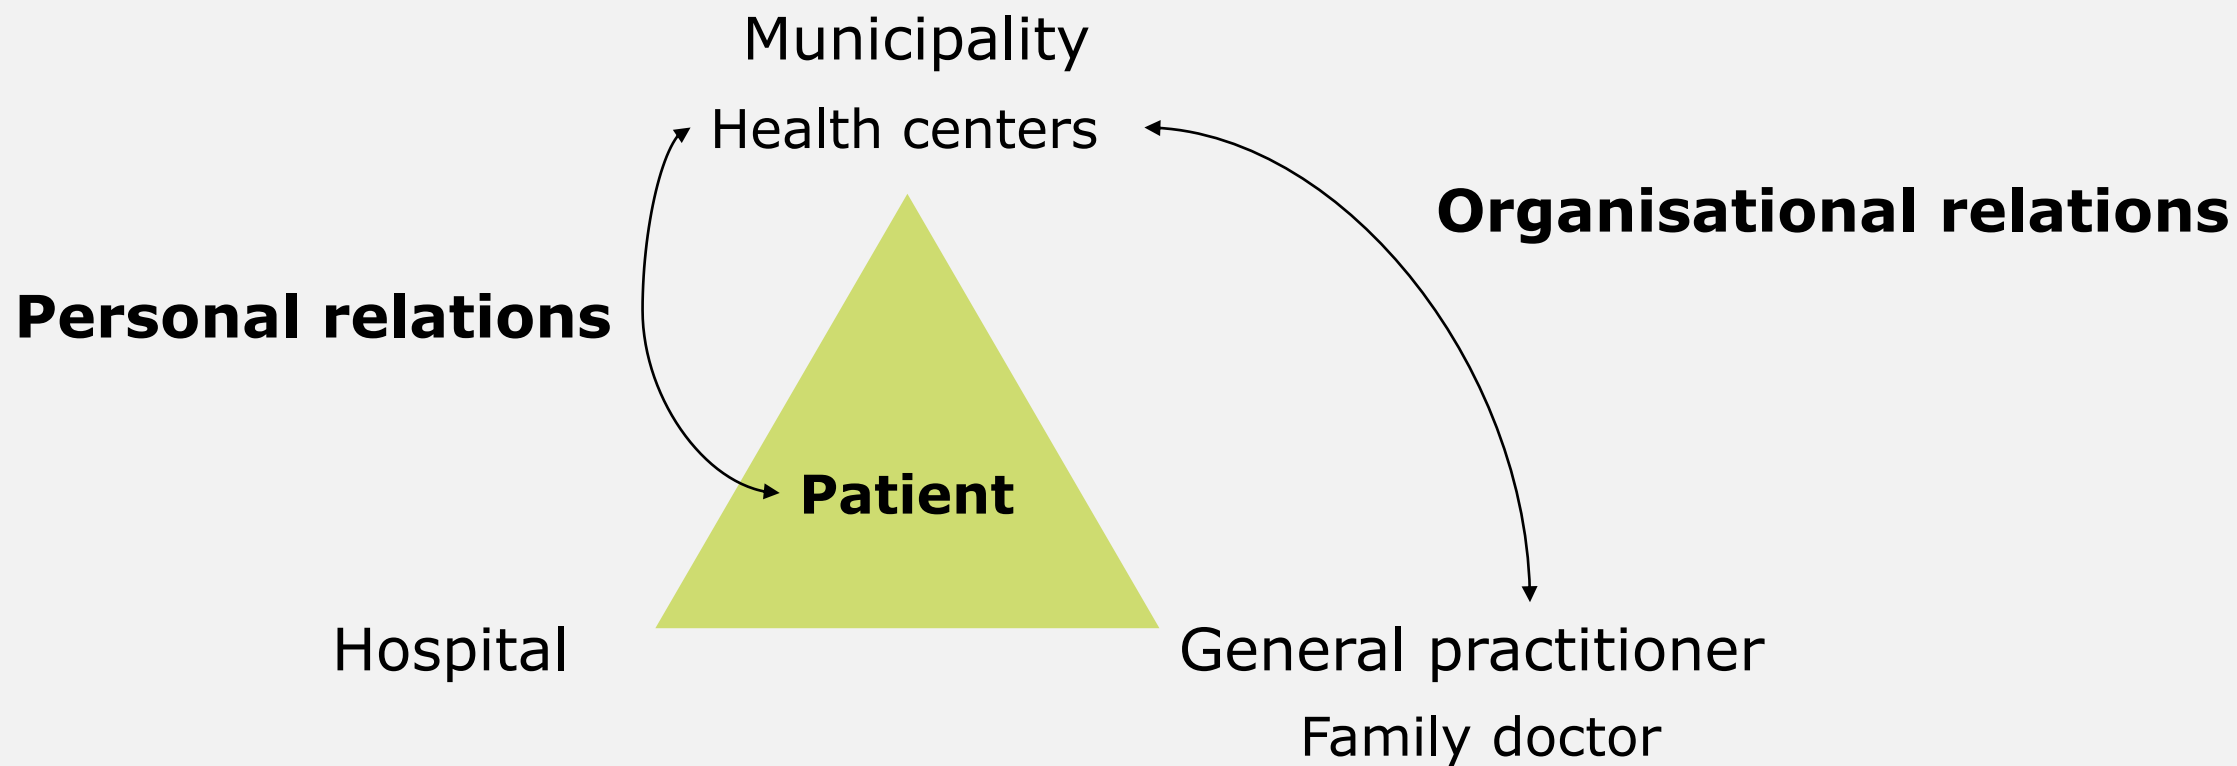 Municipality
Health centers
Organisational relations
Personal relations
Patient
Hospital
General practitioner
Family doctor